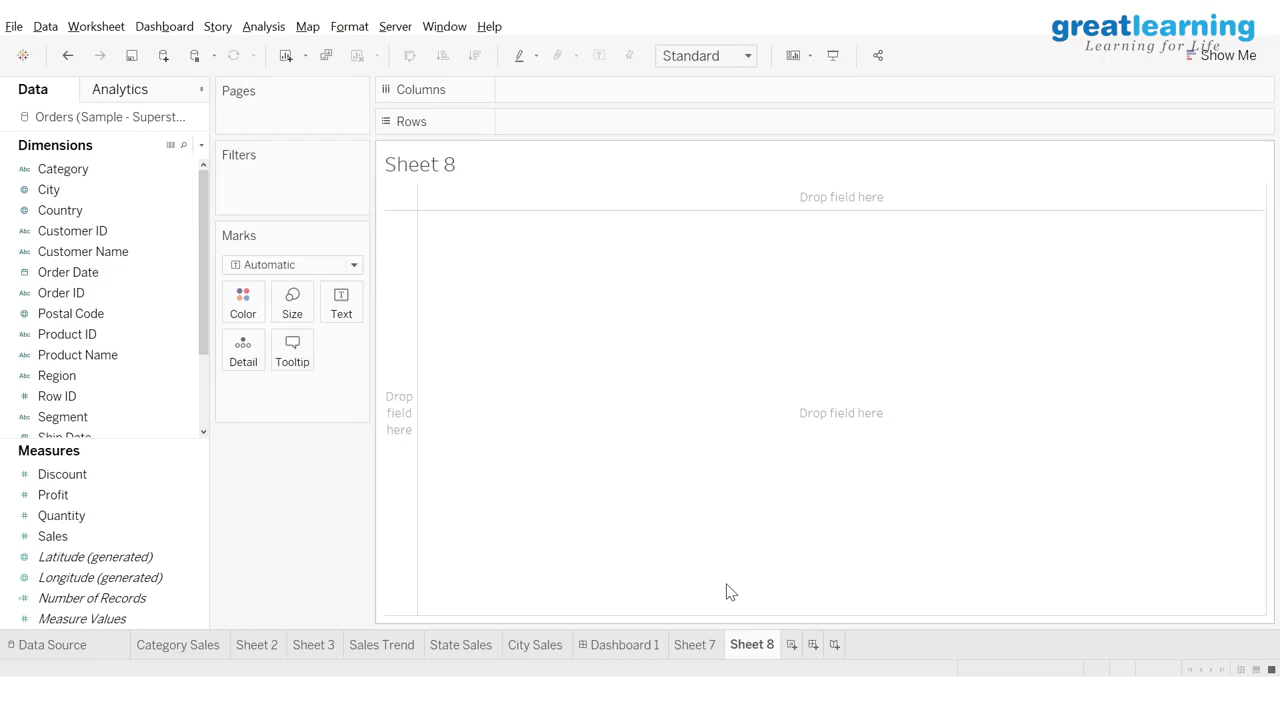 File Data Worksheet Dashboard Story Analysis Map Format Server Window Help
greatlearning
Learning for Life
Standard
Show Me
Data Analytics
Pages
Columns
Orders (Sample - Superst...
Rows
Dimensions
Filters
Sheet 8
Category
City
Country
Customer ID
Customer Name
Order Date
Order ID
Postal Code
Product ID
Product Name
Region
Row ID
Segment
Ship Date
Marks
Automatic
Color Size Text
Detail Tooltip
Drop field here
Drop
field
here
Drop field here
Measures
Discount
Profit
Quantity
Sales
Latitude (generated)
Longitude (generated)
Number of Records
Measure Values
Data Source Category Sales Sheet 2 Sheet 3 Sales Trend State Sales City Sales Dashboard 1 Sheet 7 Sheet 8